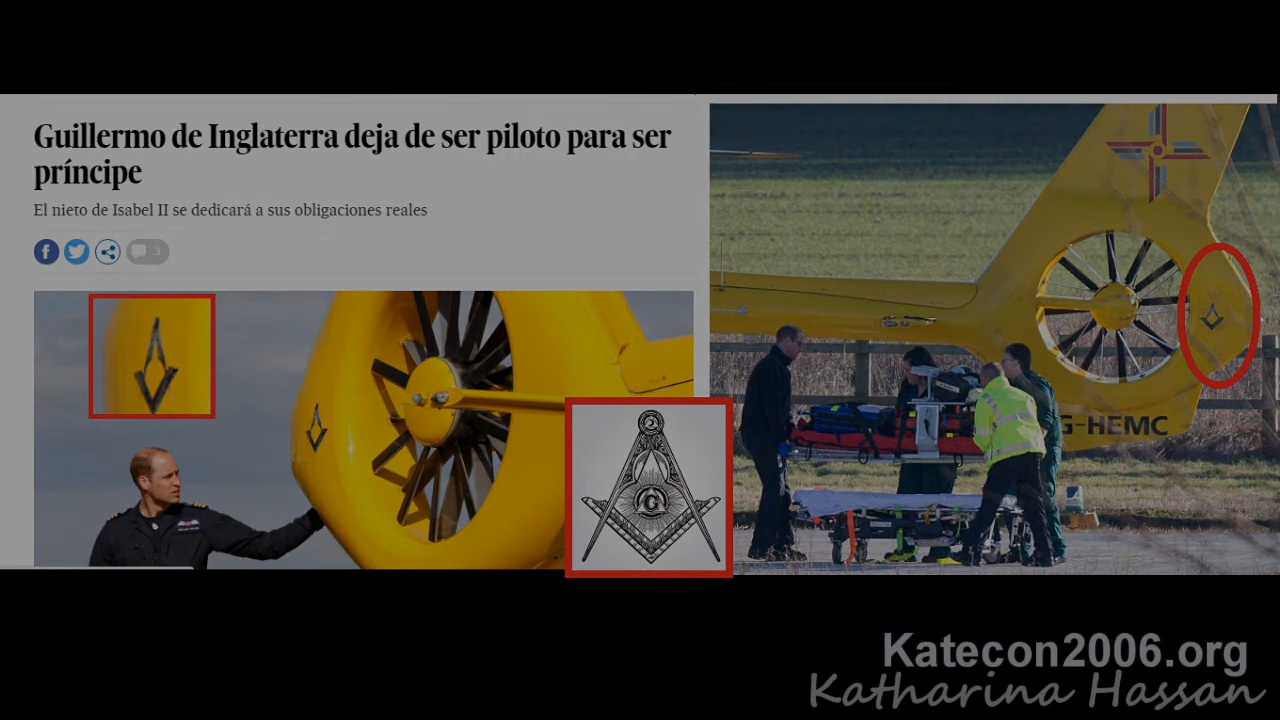 Guillermo de Inglaterra deja de ser piloto para ser
príncipe
El nieto de Isabel II se dedicará a sus obligaciones reales
3
G
G-HEMC
Katecon2006.org
Katharina Hassan